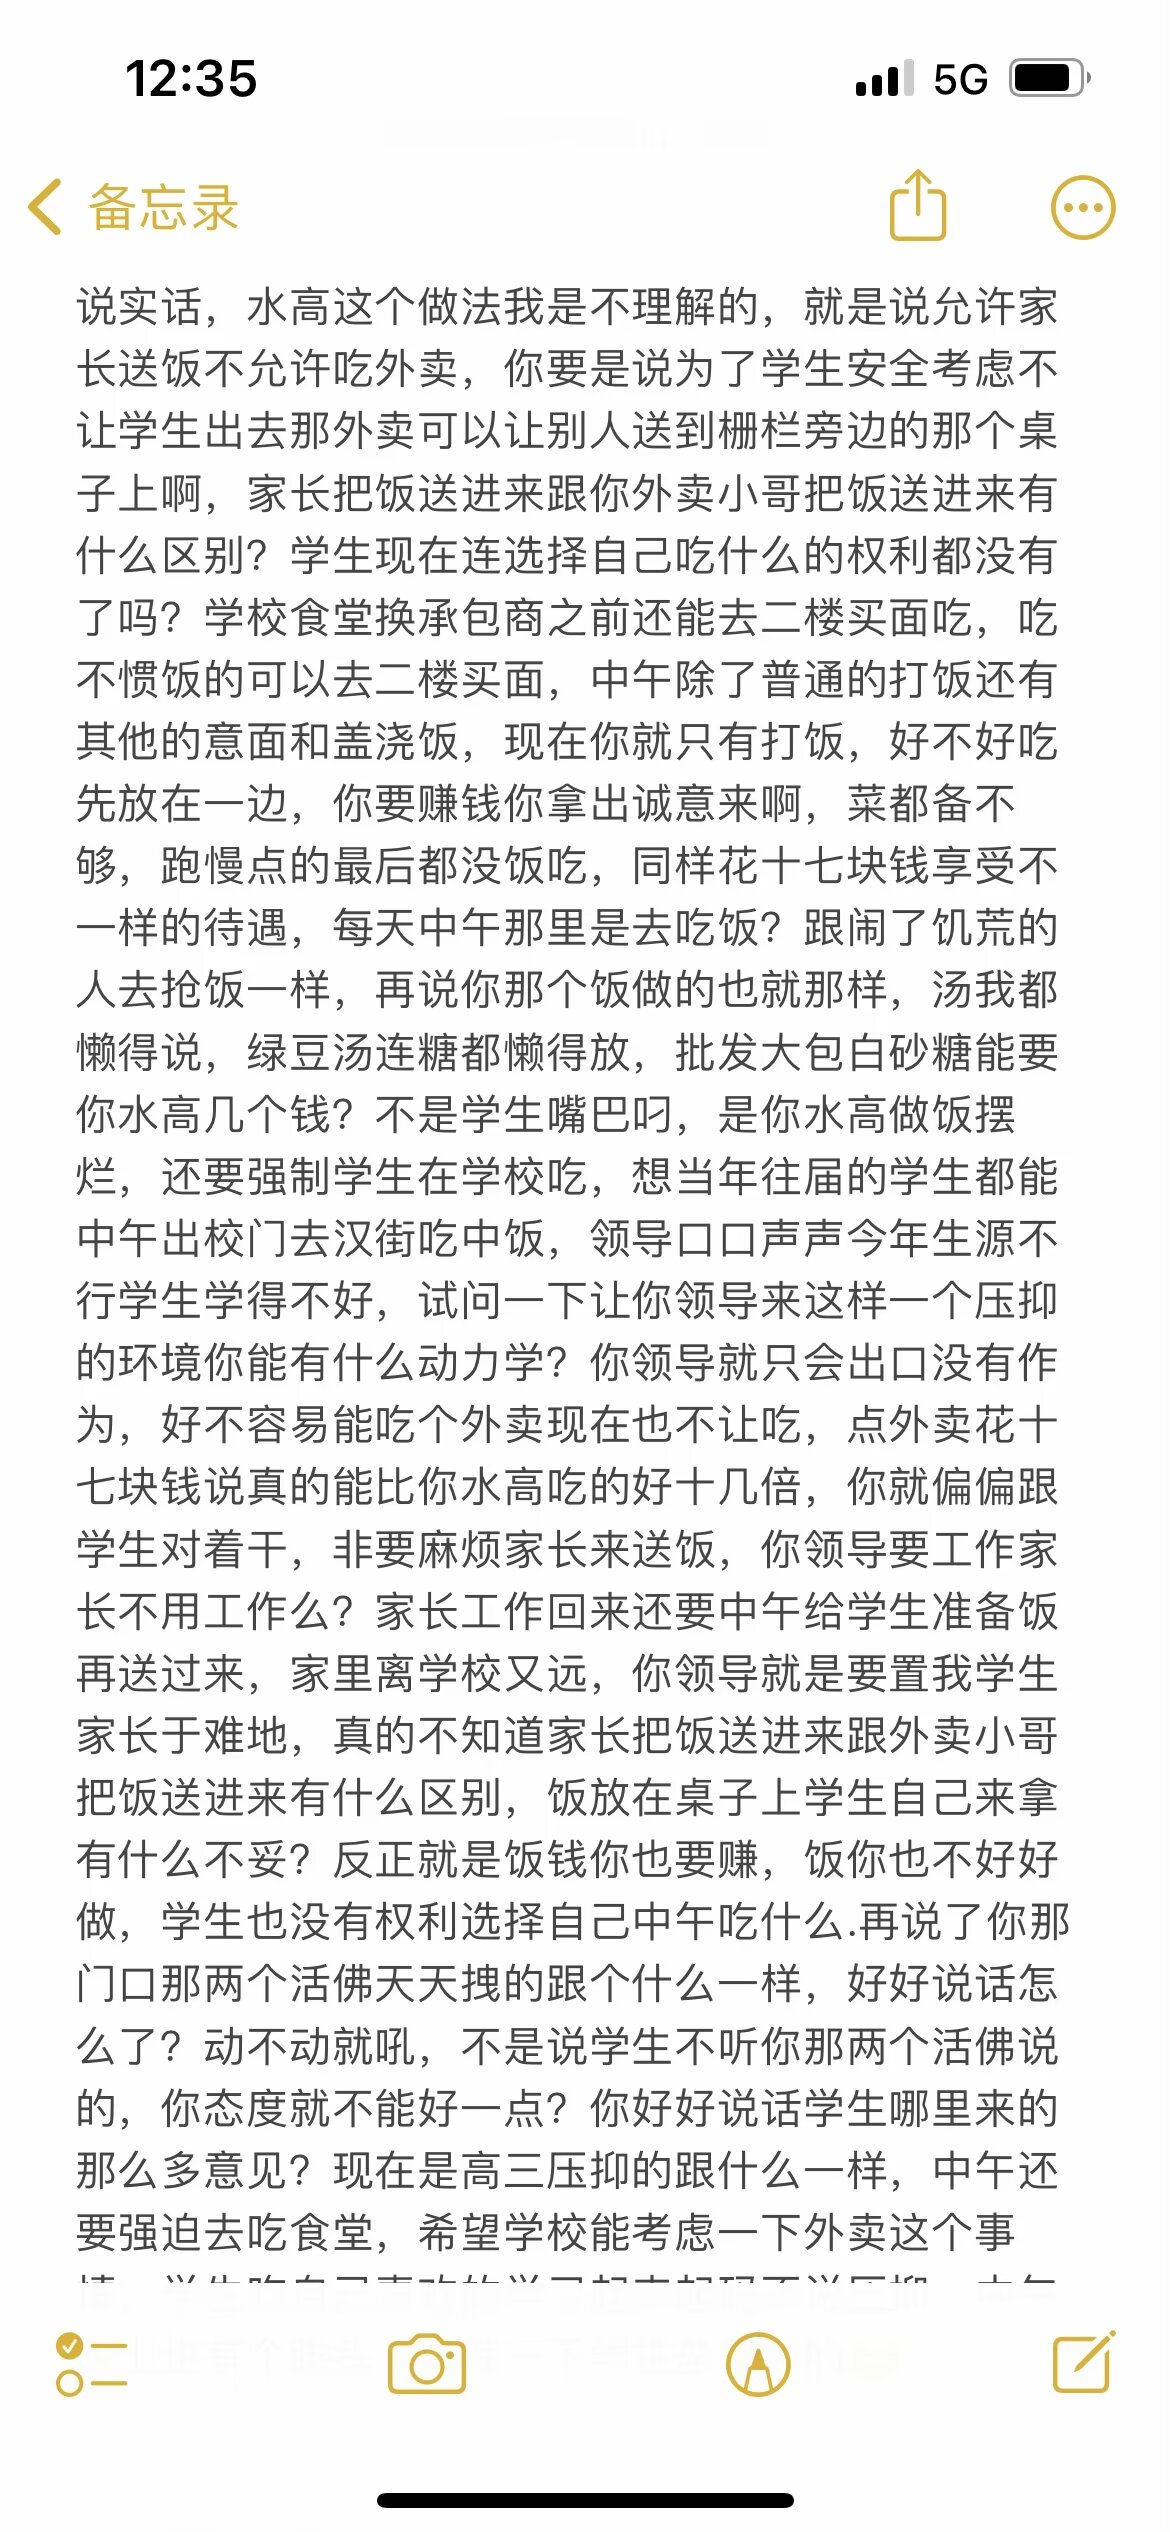 12:35
5G
备忘录
说实话，水高这个做法我是不理解的，就是说允许家
长送饭不允许吃外卖，你要是说为了学生安全考虑不
让学生出去那外卖可以让别人送到栅栏旁边的那个桌
子上啊，家长把饭送进来跟你外卖小哥把饭送进来有
什么区别？学生现在连选择自己吃什么的权利都没有
了吗？学校食堂换承包商之前还能去二楼买面吃，吃
不惯饭的可以去二楼买面，中午除了普通的打饭还有
其他的意面和盖浇饭，现在你就只有打饭，好不好吃
先放在一边，你要赚钱你拿出诚意来啊，菜都备不
够，跑慢点的最后都没饭吃，同样花十七块钱享受不
一样的待遇，每天中午那里是去吃饭？跟闹了饥荒的
人去抢饭一样，再说你那个饭做的也就那样，汤我都
懒得说，绿豆汤连糖都懒得放，批发大包白砂糖能要
你水高几个钱？不是学生嘴巴叼，是你水高做饭摆
烂，还要强制学生在学校吃，想当年往届的学生都能
中午出校门去汉街吃中饭，领导口口声声今年生源不
行学生学得不好，试问一下让你领导来这样一个压抑
的环境你能有什么动力学？你领导就只会出口没有作
为，好不容易能吃个外卖现在也不让吃，点外卖花十
七块钱说真的能比你水高吃的好十几倍，你就偏偏跟
学生对着干，非要麻烦家长来送饭，你领导要工作家
长不用工作么？家长工作回来还要中午给学生准备饭
再送过来，家里离学校又远，你领导就是要置我学生
家长于难地，真的不知道家长把饭送进来跟外卖小哥
把饭送进来有什么区别，饭放在桌子上学生自己来拿
有什么不妥？反正就是饭钱你也要赚，饭你也不好好
做，学生也没有权利选择自己中午吃什么.再说了你那
门口那两个活佛天天拽的跟个什么一样，好好说话怎
么了？动不动就吼，不是说学生不听你那两个活佛说
的，你态度就不能好一点？你好好说话学生哪里来的
那么多意见？现在是高三压抑的跟什么一样，中午还
要强迫去吃食堂，希望学校能考虑一下外卖这个事